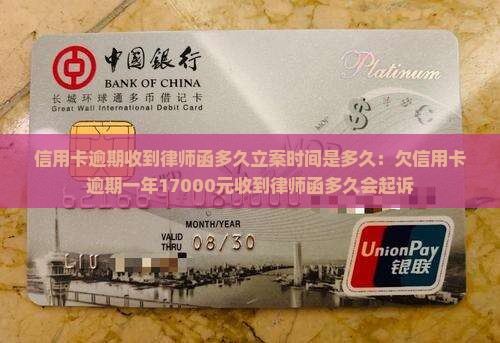 中國銀行
Platinum
BANK OF CHINA
长城环球通多币借记卡
Great Wall International Debit Card
信用卡逾期收到律师函多久立案时间是多久：欠信用卡
逾期一年17000元收到律师函多久会起诉
MONTH/YEAR
VALID
THRU
08/30
UnionPay
银联